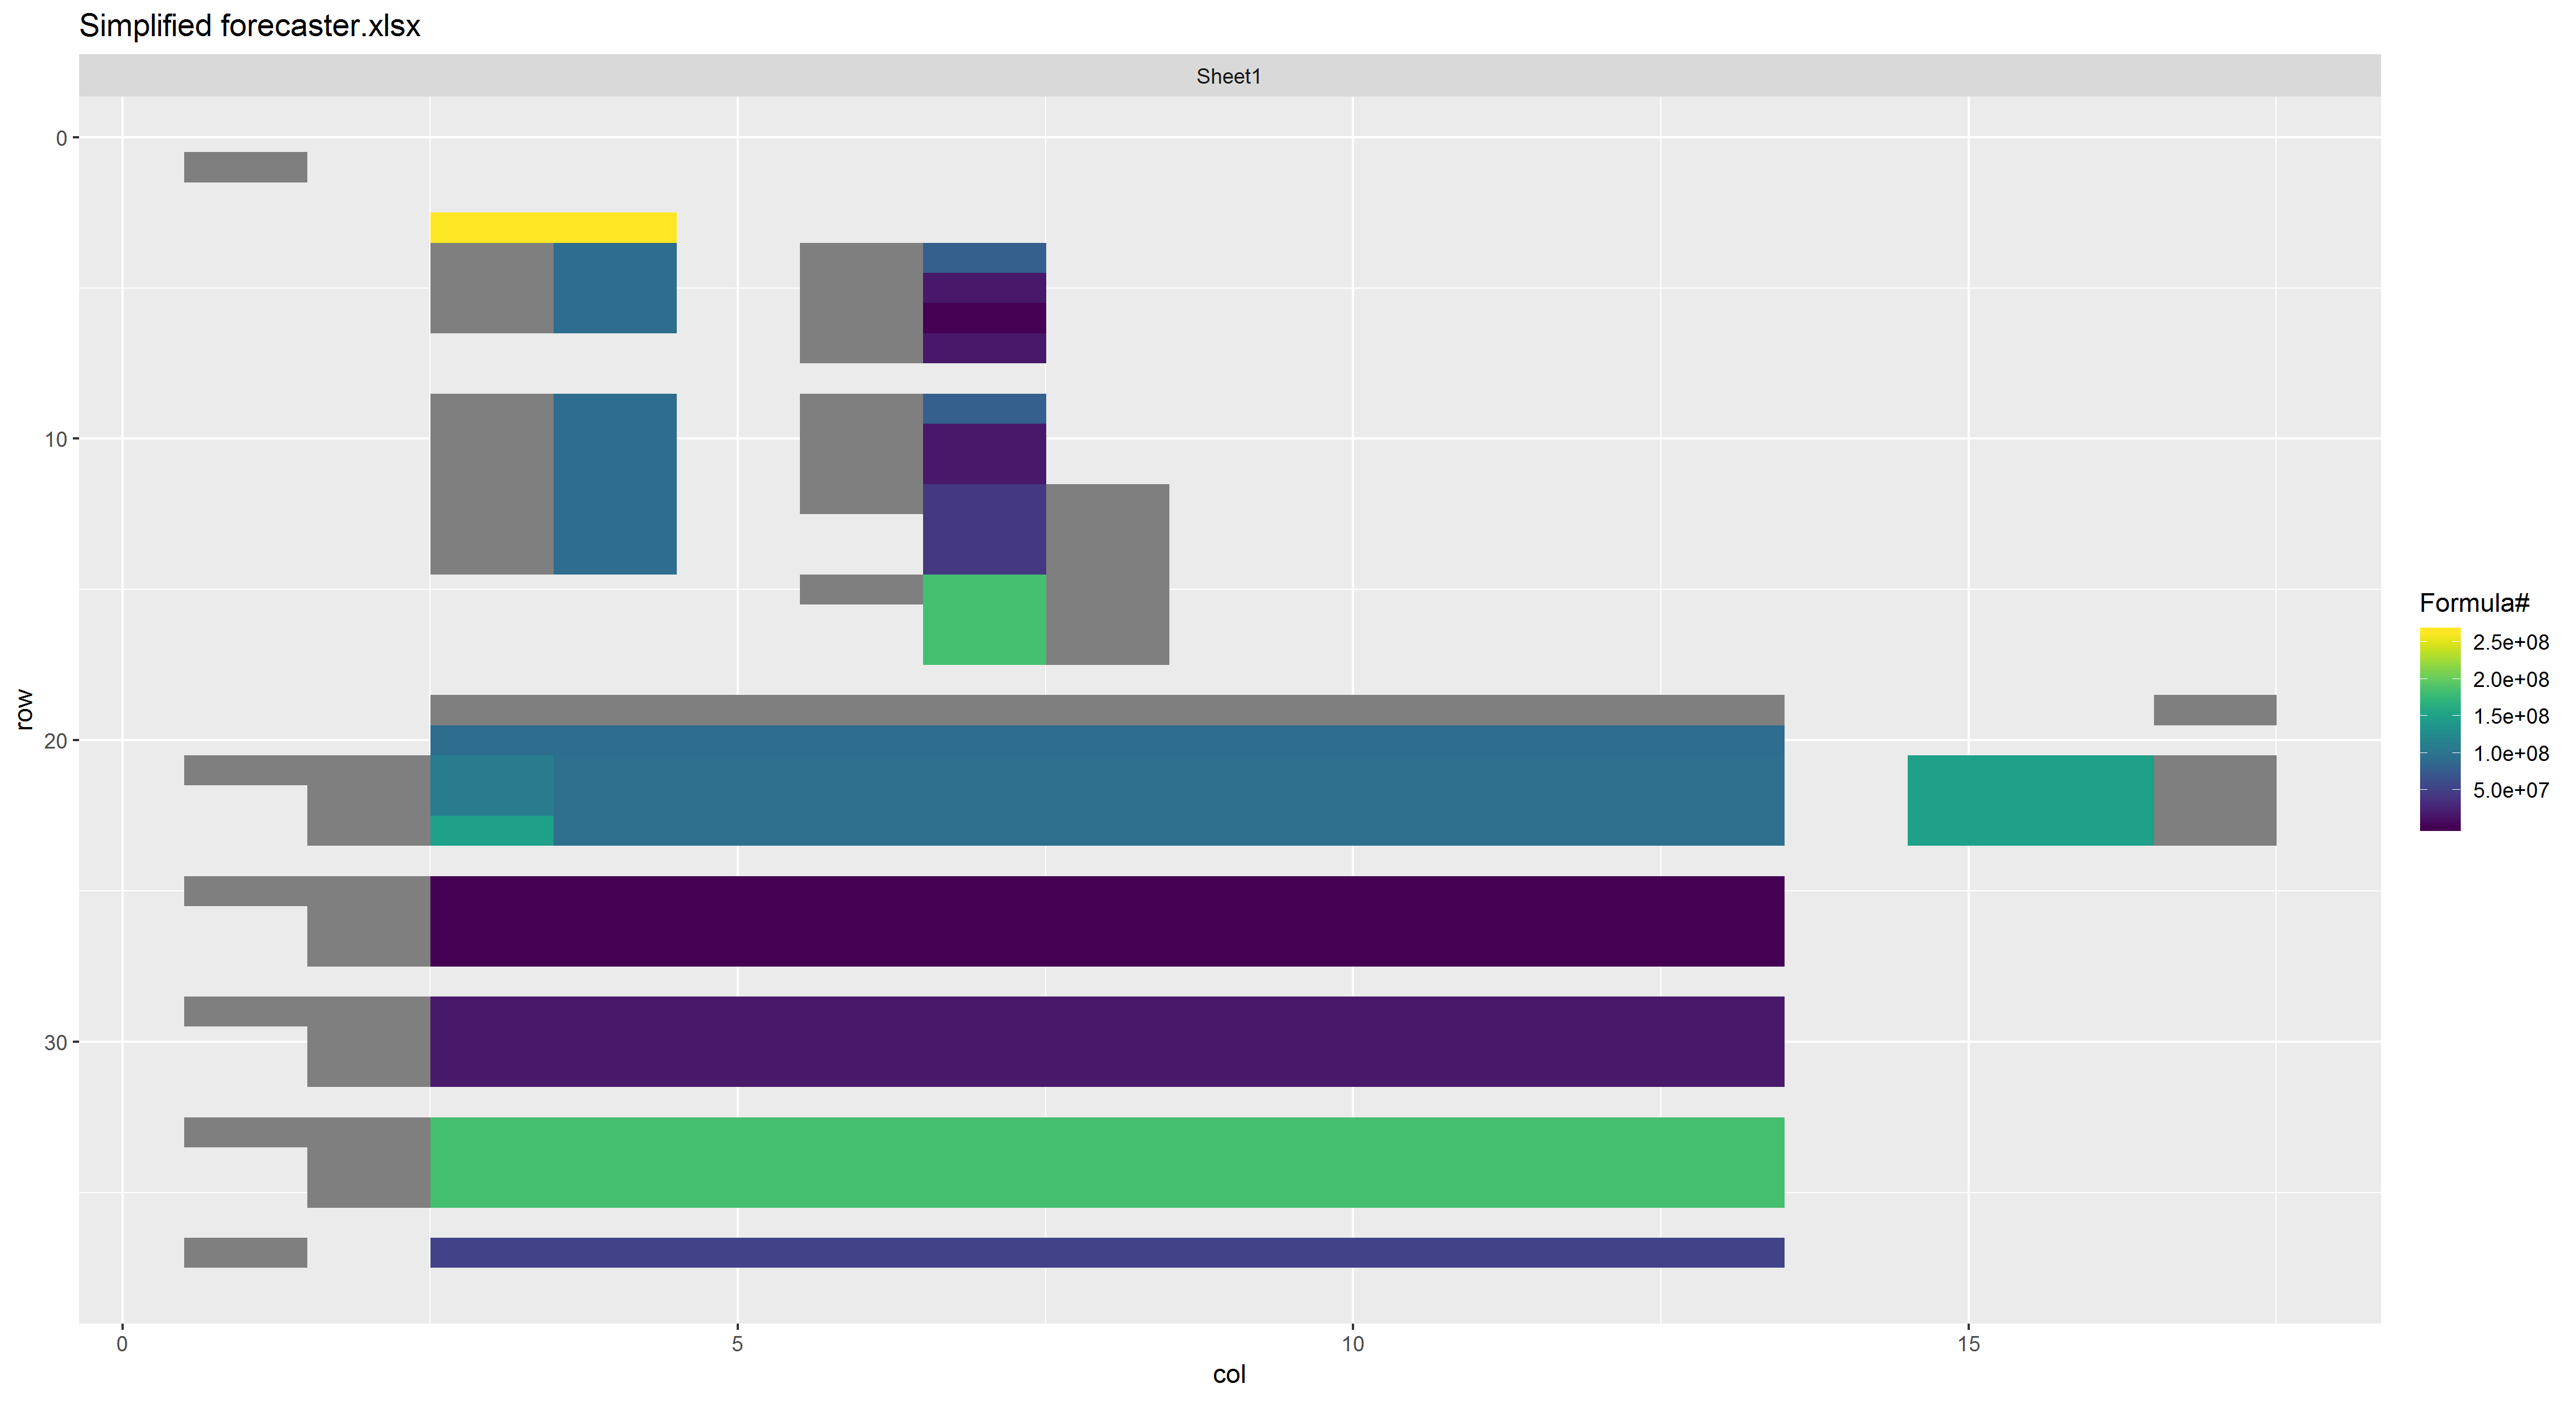 Simplified forecaster.xlsx
Sheet1
0
10
20
30
row
0
5
10
15
col
Formula#
2.5e+08
2.0e+08
1.5e+08
1.0e+08
5.0e+07